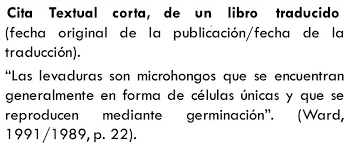 Cita Textual corta, de un libro traducido
(fecha original de la publicación/fecha de la
traducción).
“Las levaduras son microhongos que se encuentran
generalmente en forma de células únicas y que se
reproducen mediante germinación”. (Ward,
1991/1989, p. 22).